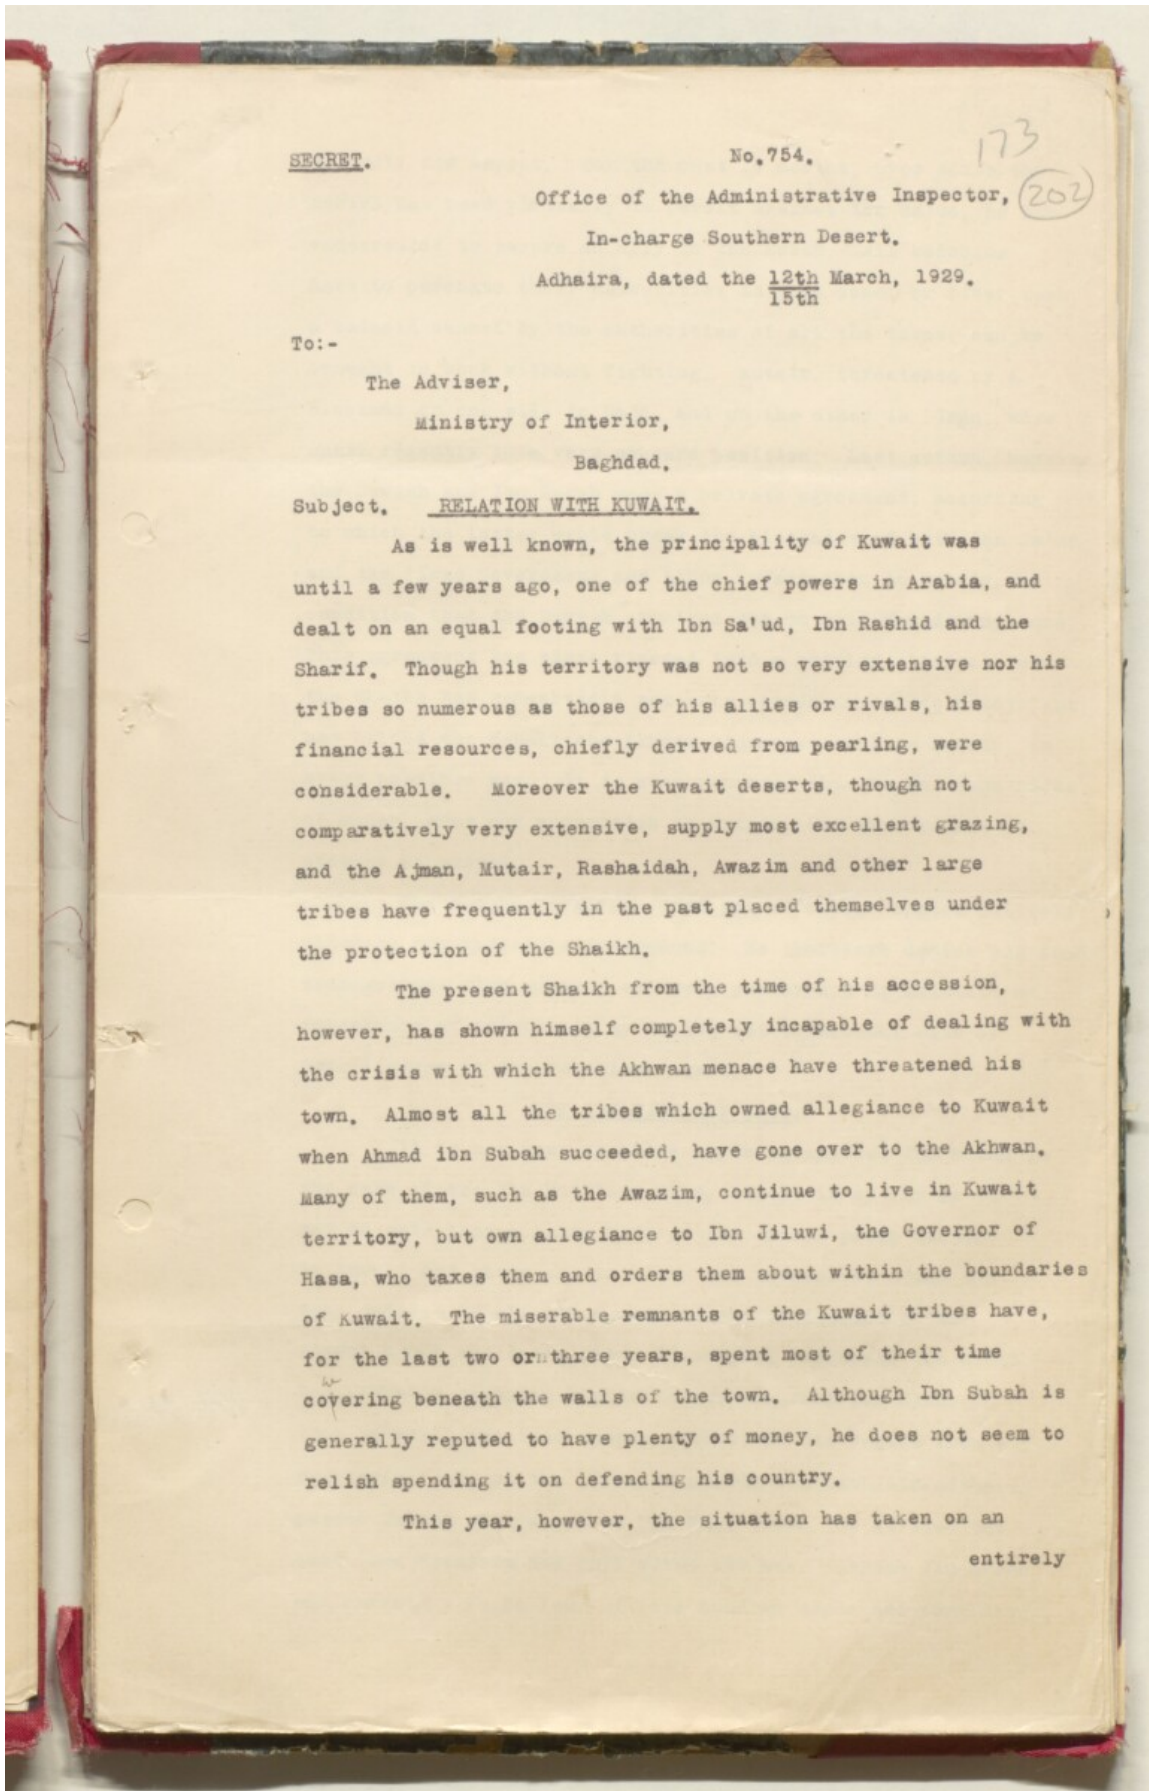 173
SECRET.
No.754.
Office of the Administrative Inspector,
202
In-charge Southern Desert.
Adhaira, dated the 12th March, 1929.
15th
To:-
The Adviser,
Ministry of Interior,
Baghdad.
Subject. RELATION WITH KUWAIT.
As is well known, the principality of Kuwait was
until a few years ago, one of the chief powers in Arabia, and
dealt on an equal footing with Ibn Sa'ud, Ibn Rashid and the
Sharif. Though his territory was not so very extensive nor his
tribes so numerous as those of his allies or rivals, his
financial resources, chiefly derived from pearling, were
considerable. Moreover the Kuwait deserts, though not
comparatively very extensive, supply most excellent grazing,
and the Ajman, Mutair, Rashaidah, Awazim and other large
tribes have frequently in the past placed themselves under
the protection of the Shaikh.
The present Shaikh from the time of his accession,
however, has shown himself completely incapable of dealing with
the crisis with which the Akhwan menace have threatened his
town. Almost all the tribes which owned allegiance to Kuwait
when Ahmad ibn Subah succeeded, have gone over to the Akhwan.
Many of them, such as the Awazim, continue to live in Kuwait
territory, but own allegiance to Ibn Jiluwi, the Governor of
Hasa, who taxes them and orders them about within the boundaries
of Kuwait. The miserable remnants of the Kuwait tribes have,
for the last two or three years, spent most of their time
covering beneath the walls of the town. Although Ibn Subah is
generally reputed to have plenty of money, he does not seem to
relish spending it on defending his country.
This year, however, the situation has taken on an
entirely